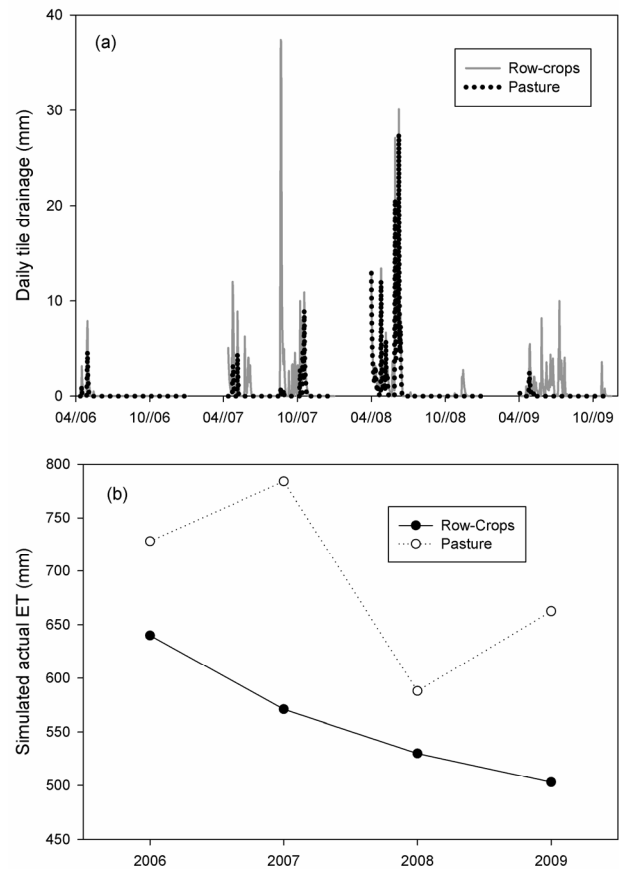 (a)
Row-crops
Pasture
Daily tile drainage (mm)
40
30
20
10
0
04//06 10//06 04//07 10//07 04//08 10//08 04//09 10//09
(b)
Row-Crops
Pasture
Simulated actual ET (mm)
800
750
700
650
600
550
500
450
2006 2007 2008 2009